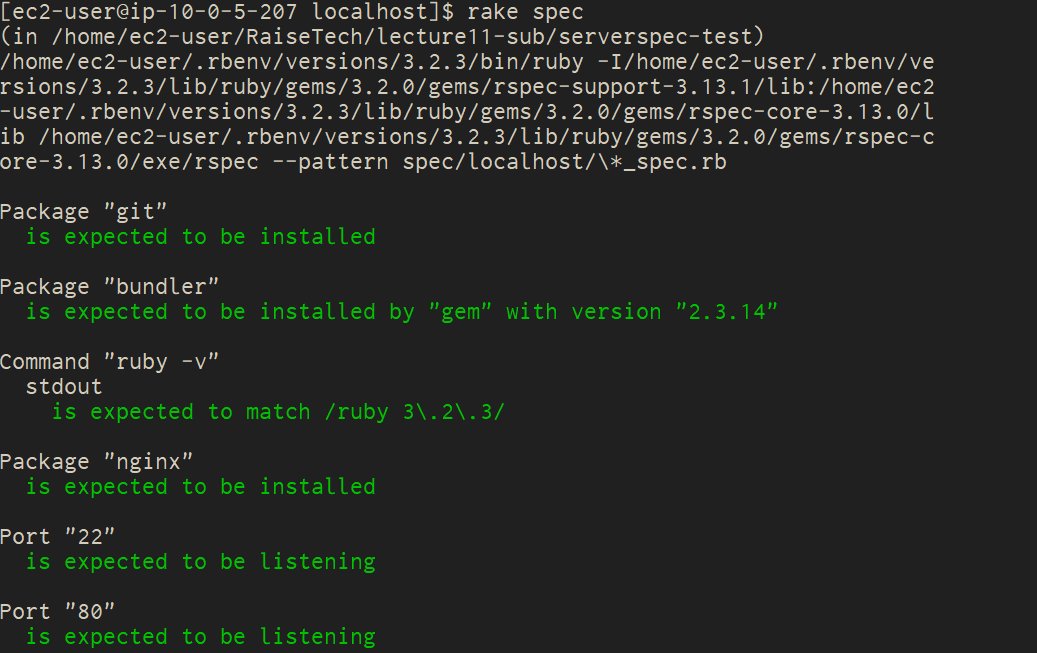 [ec2-user@ip-10-0-5-207 localhost]$ rake spec
(in /home/ec2-user/RaiseTech/lecture11-sub/serverspec-test)
/home/ec2-user/.rbenv/versions/3.2.3/bin/ruby -I/home/ec2-user/.rbenv/ve
rsions/3.2.3/lib/ruby/gems/3.2.0/gems/rspec-support-3.13.1/lib:/home/ec2
-user/.rbenv/versions/3.2.3/lib/ruby/gems/3.2.0/gems/rspec-core-3.13.0/l
ib /home/ec2-user/.rbenv/versions/3.2.3/lib/ruby/gems/3.2.0/gems/rspec-c
ore-3.13.0/exe/rspec --pattern spec/localhost/\*_spec.rb
Package "git"
is expected to be installed
Package "bundler"
is expected to be installed by "gem" with version "2.3.14"
Command "ruby -v"
stdout
is expected to match /ruby 3\.2\.3/
Package "nginx"
is expected to be installed
Port "22"
is expected to be listening
Port "80"
is expected to be listening